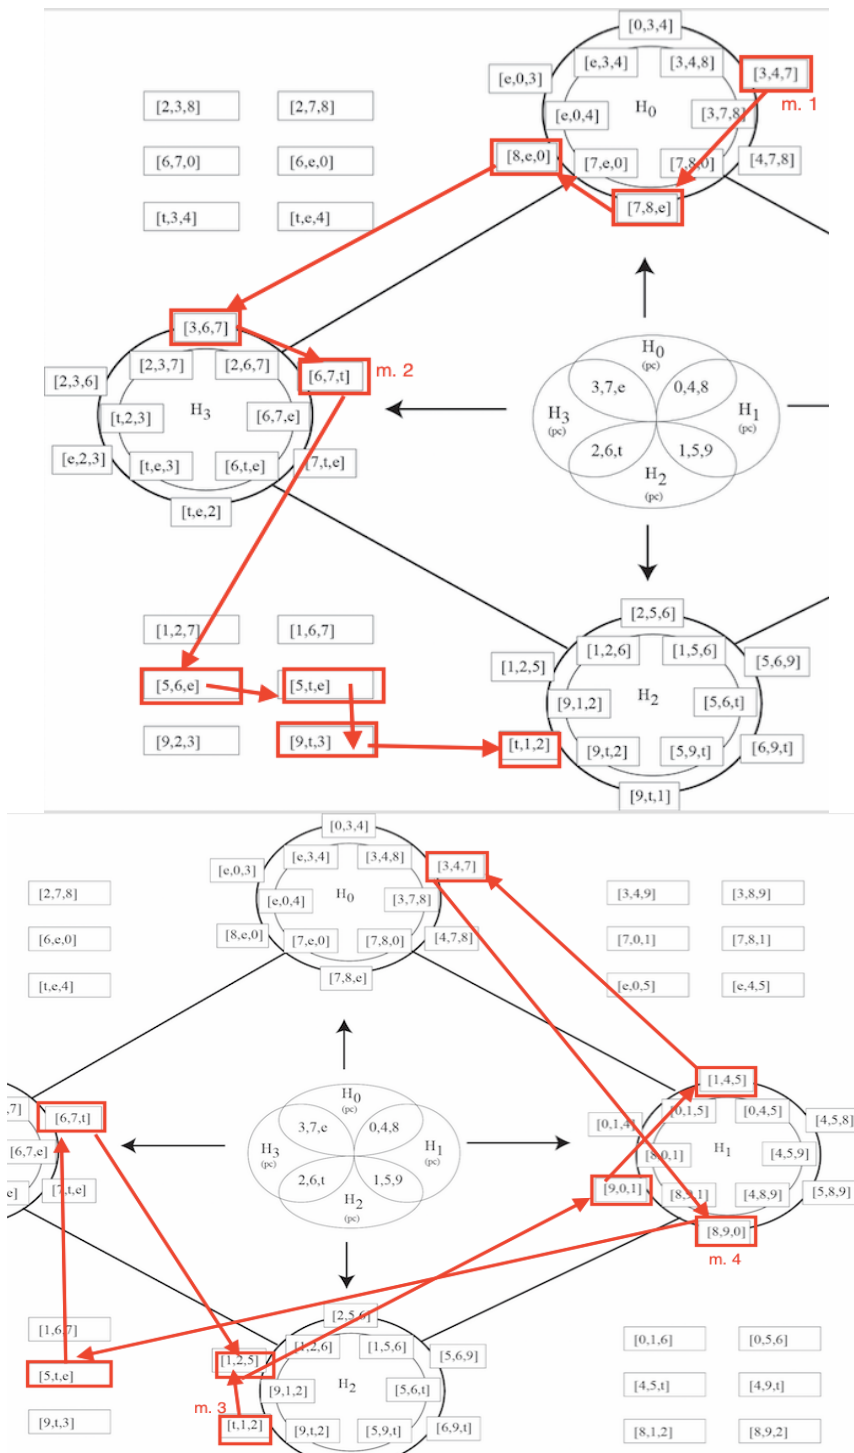 [0,3,4]
[e,3,4] [3,4,8]
[e,0,3] [3,4,7]
m. 1
[2,3,8] [2,7,8]
[e,0,4] H0 [3,7,8]
[6,7,0] [6,e,0]
[8,e,0] [7,e,0] [7,8,0] [4,7,8]
[7,8,e]
[t,3,4] [t,e,4]
[3,6,7]
[2,3,7] [2,6,7]
[2,3,6] [6,7,t] m. 2
[t,2,3] H3 [6,7,e]
[e,2,3] [t,e,3] [6,t,e] [7,t,e]
[t,e,2]
H0
(pc)
3,7,e 0,4,8
H3
(pc)
H1
(pc)
2,6,t 1,5,9
H2
(pc)
[2,5,6]
[1,2,7] [1,6,7]
[1,2,6] [1,5,6]
[1,2,5] [5,6,9]
[5,6,e] [5,t,e]
[9,1,2] H2 [5,6,t]
[9,2,3] [9,t,3]
[t,1,2] [9,t,2] [5,9,t] [6,9,t]
[9,t,1]
[0,3,4]
[e,3,4] [3,4,8]
[e,0,3] [3,4,7]
[2,7,8] [3,4,9] [3,8,9]
[e,0,4] H0 [3,7,8]
[6,e,0] [7,0,1] [7,8,1]
[8,e,0] [7,e,0] [7,8,0] [4,7,8]
[7,8,e]
[t,e,4] [e,0,5] [e,4,5]
[1,4,5]
,7] [6,7,t]
[0,1,5] [0,4,5]
[0,1,4] [4,5,8]
[6,7,e] [8,0,1] H1 [4,5,9]
e] [7,t,e]
[9,0,1] [4,8,9] [5,8,9]
[8,9,0]
m. 4
H0
(pc)
3,7,e 0,4,8
H3
(pc)
H1
(pc)
2,6,t 1,5,9
H2
(pc)
[2,5,6]
[1,6,7] [0,1,6] [0,5,6]
[1,2,6] [1,5,6]
[1,2,5] [5,6,9]
[5,t,e] [4,5,t] [4,9,t]
[9,1,2] H2 [5,6,t]
m. 3
[9,t,3] [8,1,2] [8,9,2]
[t,1,2] [9,t,2] [5,9,t] [6,9,t]